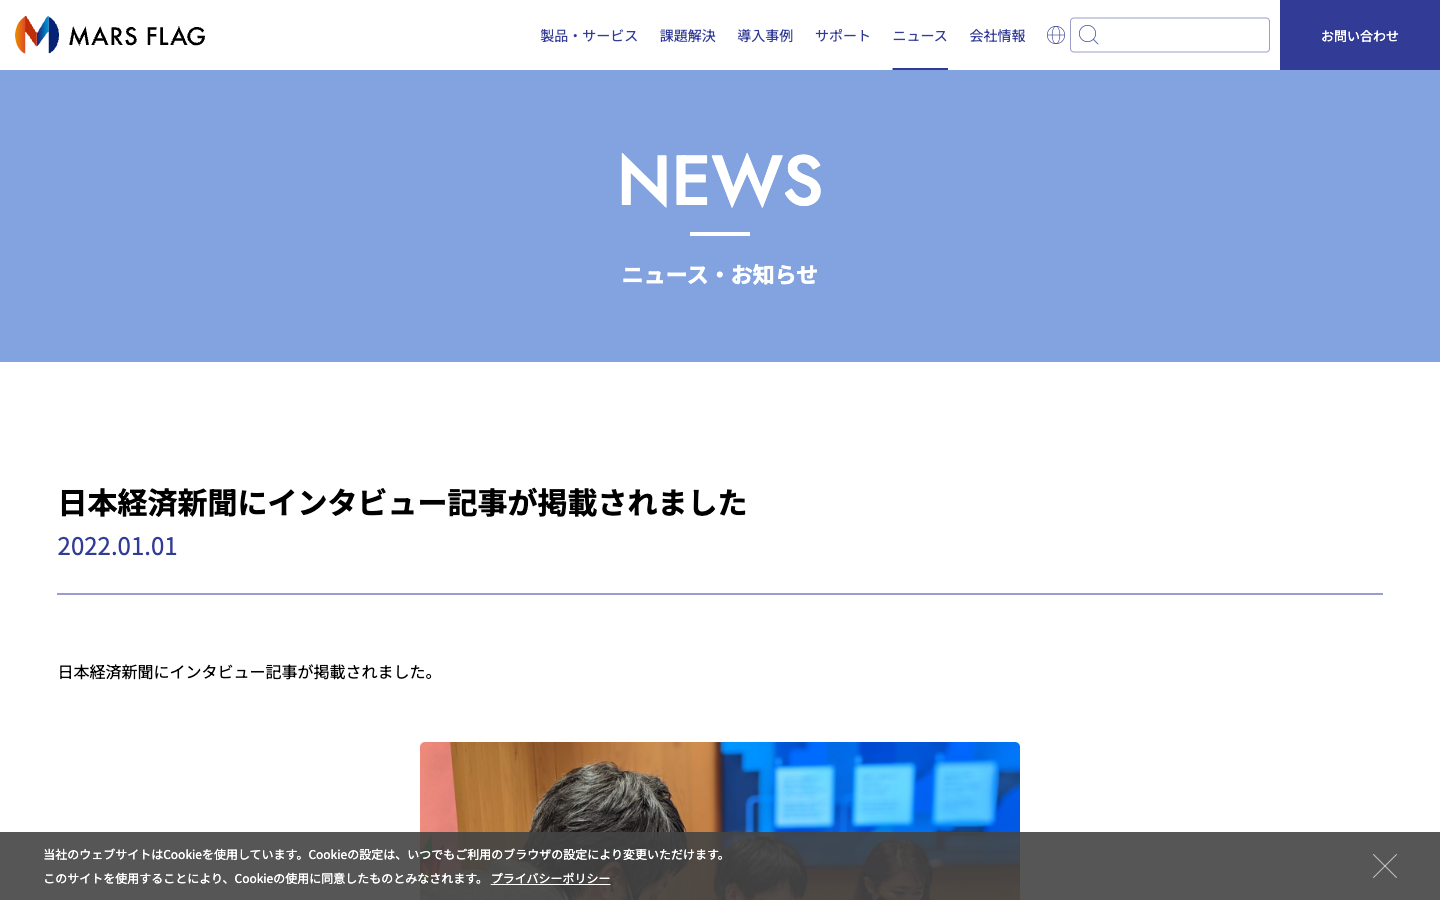 MARS FLAG
製品・サービス
課題解決
導入事例
サポート
ニュース
会社情報
お問い合わせ
NEWS
ニュース・お知らせ
日本経済新聞にインタビュー記事が掲載されました
2022.01.01
日本経済新聞にインタビュー記事が掲載されました。
当社のウェブサイトはCookieを使用しています。Cookieの設定は、いつでもご利用のブラウザの設定により変更いただけます。
このサイトを使用することにより、Cookieの使用に同意したものとみなされます。 プライバシーポリシー